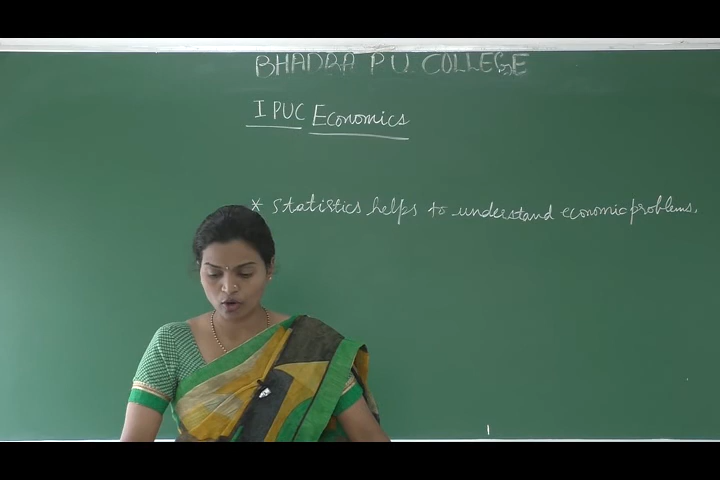 BHADRA P U COLLEGE
I PUC Economics
* Statistics helps to understand economic problems.